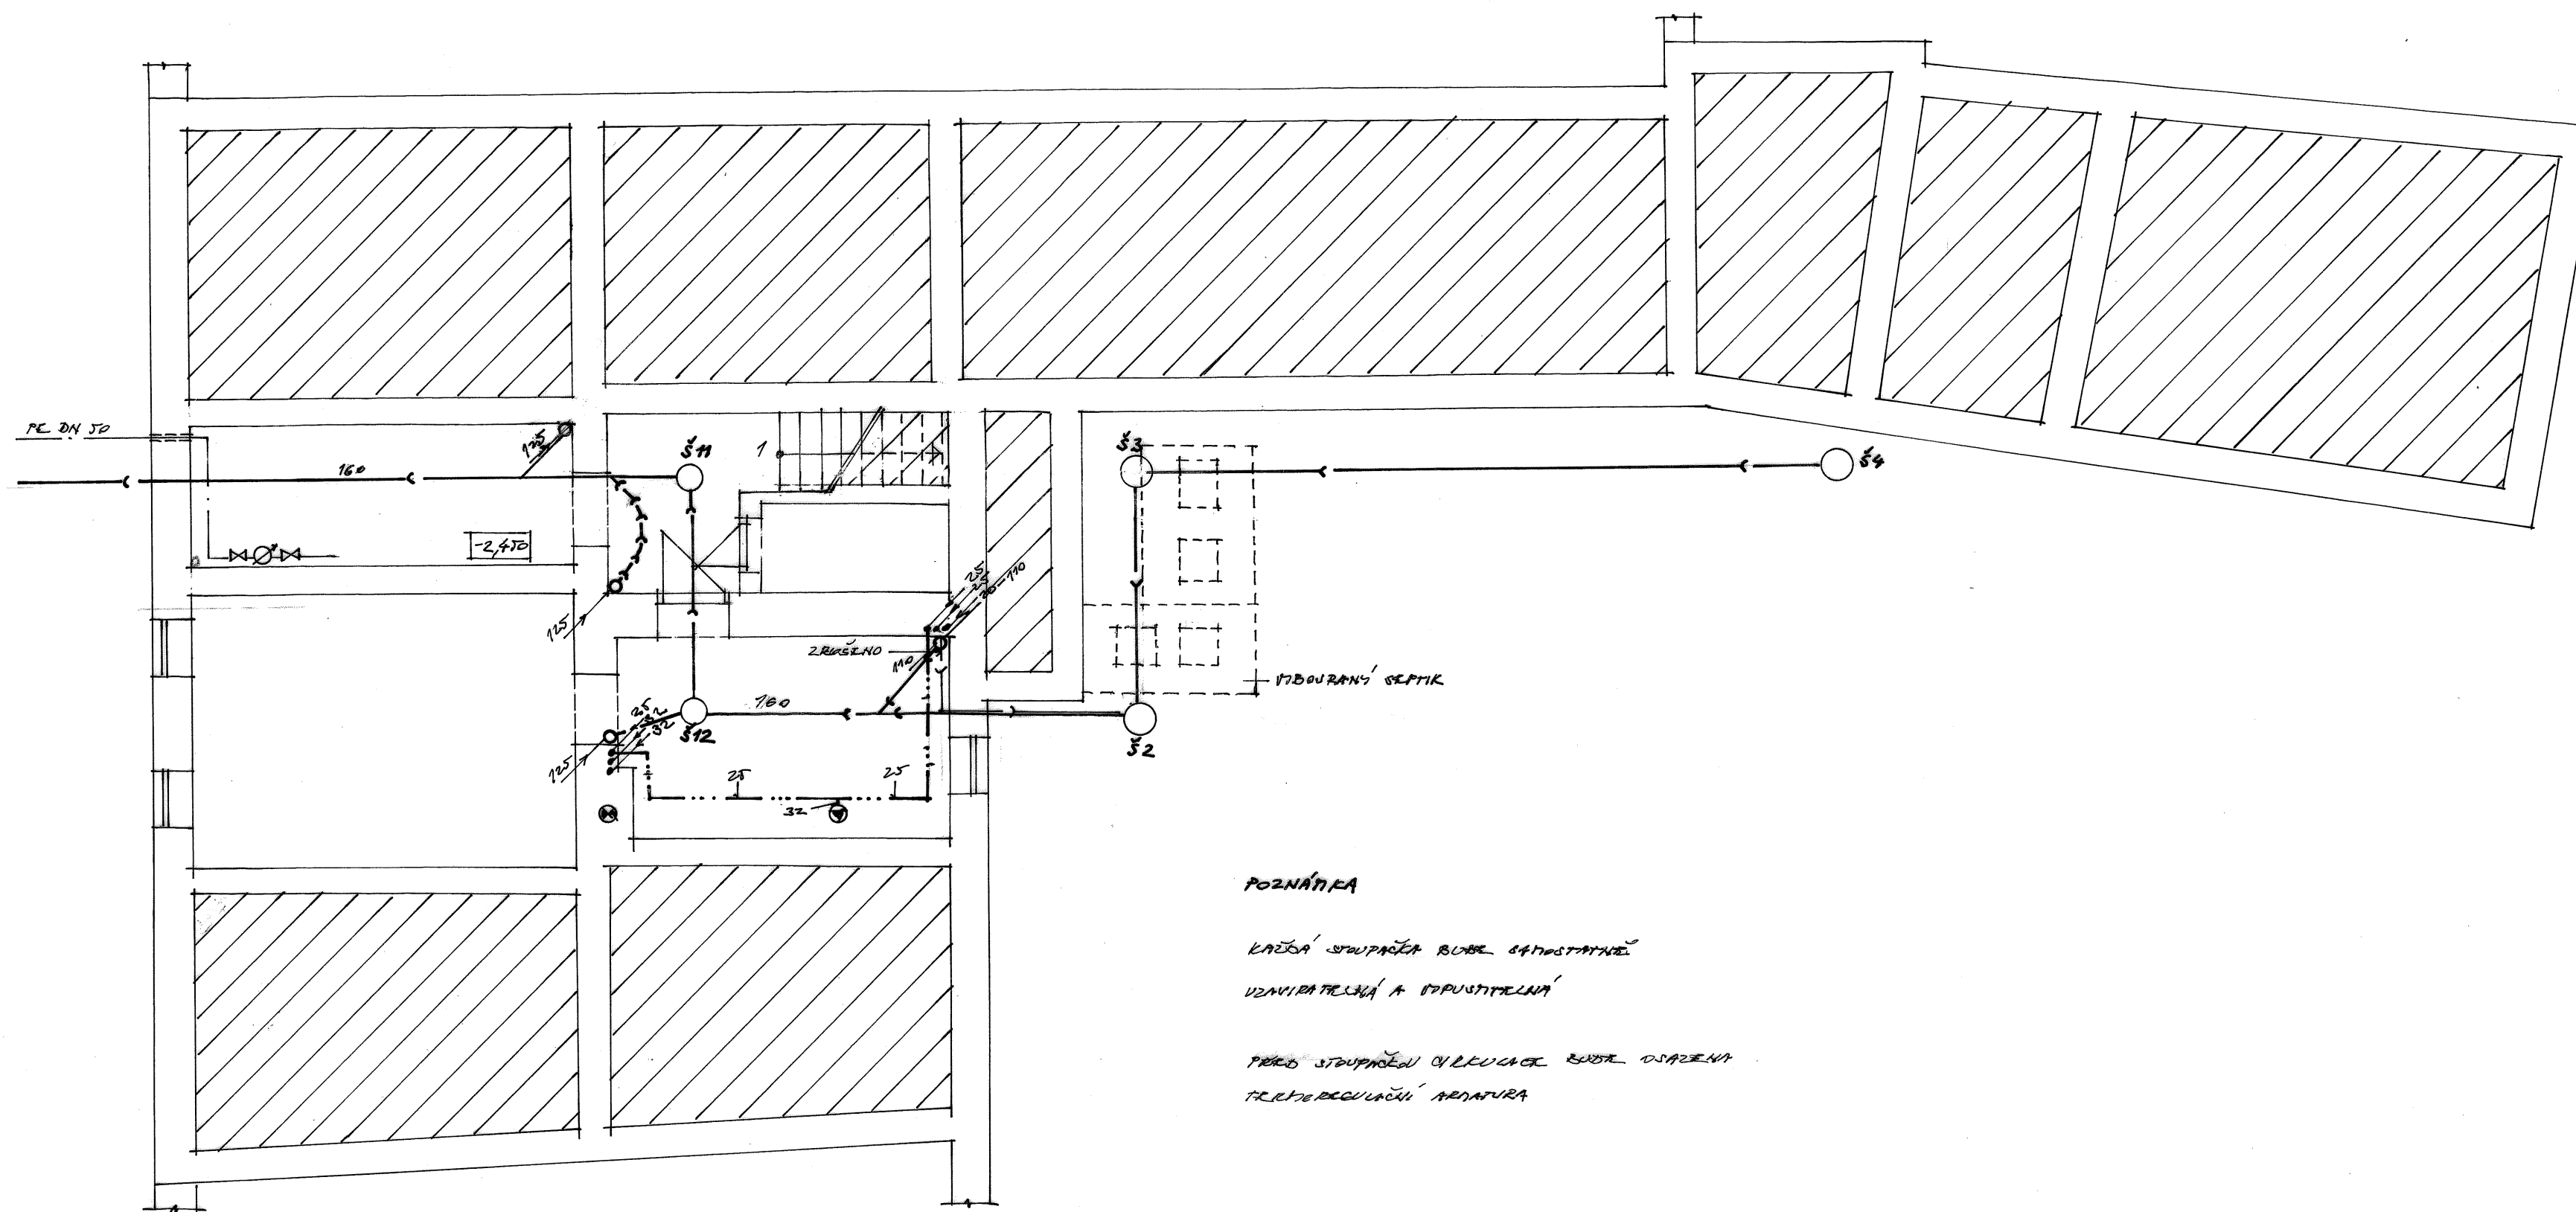 PE DN 50
160
125
Š11
1
Š3
Š4
-2,450
125
25
25
20-110
ZRUŠENO
110
VYBOURANÝ SEPTIK
25
32
32
160
Š12
Š2
125
25
25
32
POZNÁMKA
KAŽDÁ STOUPAČKA BUDE SAMOSTATNĚ
UZAVIRATELNÁ A VYPUSTITELNÁ
PŘED STOUPAČKOU CIRKULACE BUDE OSAZENA
TERMOREGULAČNÍ ARMATURA